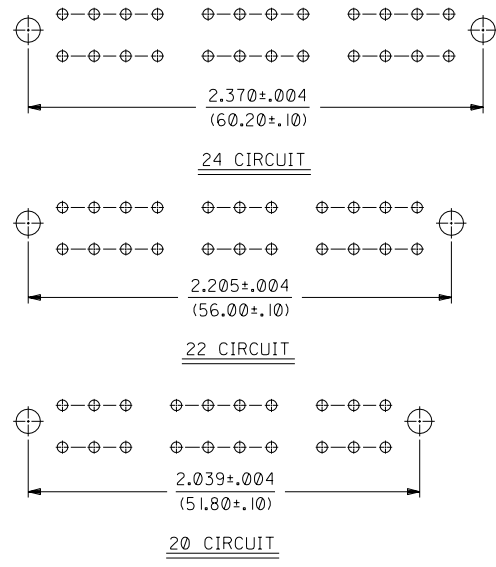 2.370±.004
(60.20±.10)
24 CIRCUIT
2.205±.004
(56.00±.10)
22 CIRCUIT
2.039±.004
(51.80±.10)
20 CIRCUIT